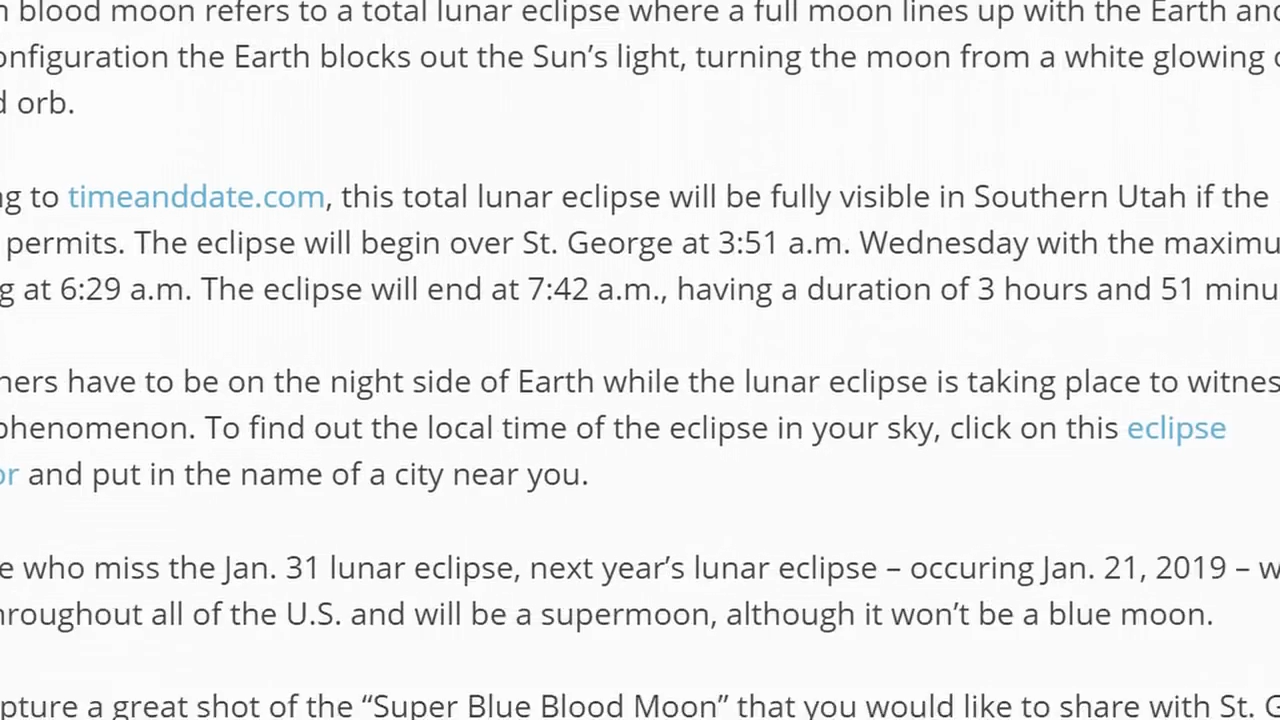 blood moon refers to a total lunar eclipse where a full moon lines up with the Earth and
onfiguration the Earth blocks out the Sun’s light, turning the moon from a white glowing
d orb.
ng to timeanddate.com, this total lunar eclipse will be fully visible in Southern Utah if the
permits. The eclipse will begin over St. George at 3:51 a.m. Wednesday with the maximu
g at 6:29 a.m. The eclipse will end at 7:42 a.m., having a duration of 3 hours and 51 minu
hers have to be on the night side of Earth while the lunar eclipse is taking place to witnes
phenomenon. To find out the local time of the eclipse in your sky, click on this eclipse
or and put in the name of a city near you.
e who miss the Jan. 31 lunar eclipse, next year’s lunar eclipse – occuring Jan. 21, 2019 – w
hroughout all of the U.S. and will be a supermoon, although it won’t be a blue moon.
pture a great shot of the “Super Blue Blood Moon” that you would like to share with St. G